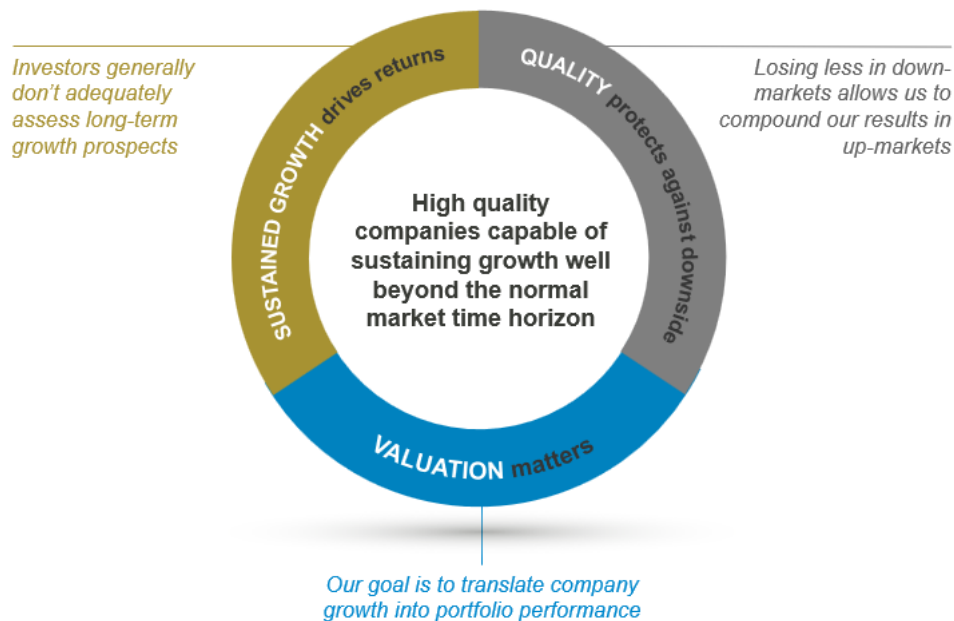 Investors generally
don't adequately
assess long-term
growth prospects
SUSTAINED GROWTH drives returns
QUALITY protects against downside
Losing less in down-
markets allows us to
compound our results in
up-markets
High quality
companies capable of
sustaining growth well
beyond the normal
market time horizon
VALUATION matters
Our goal is to translate company
growth into portfolio performance